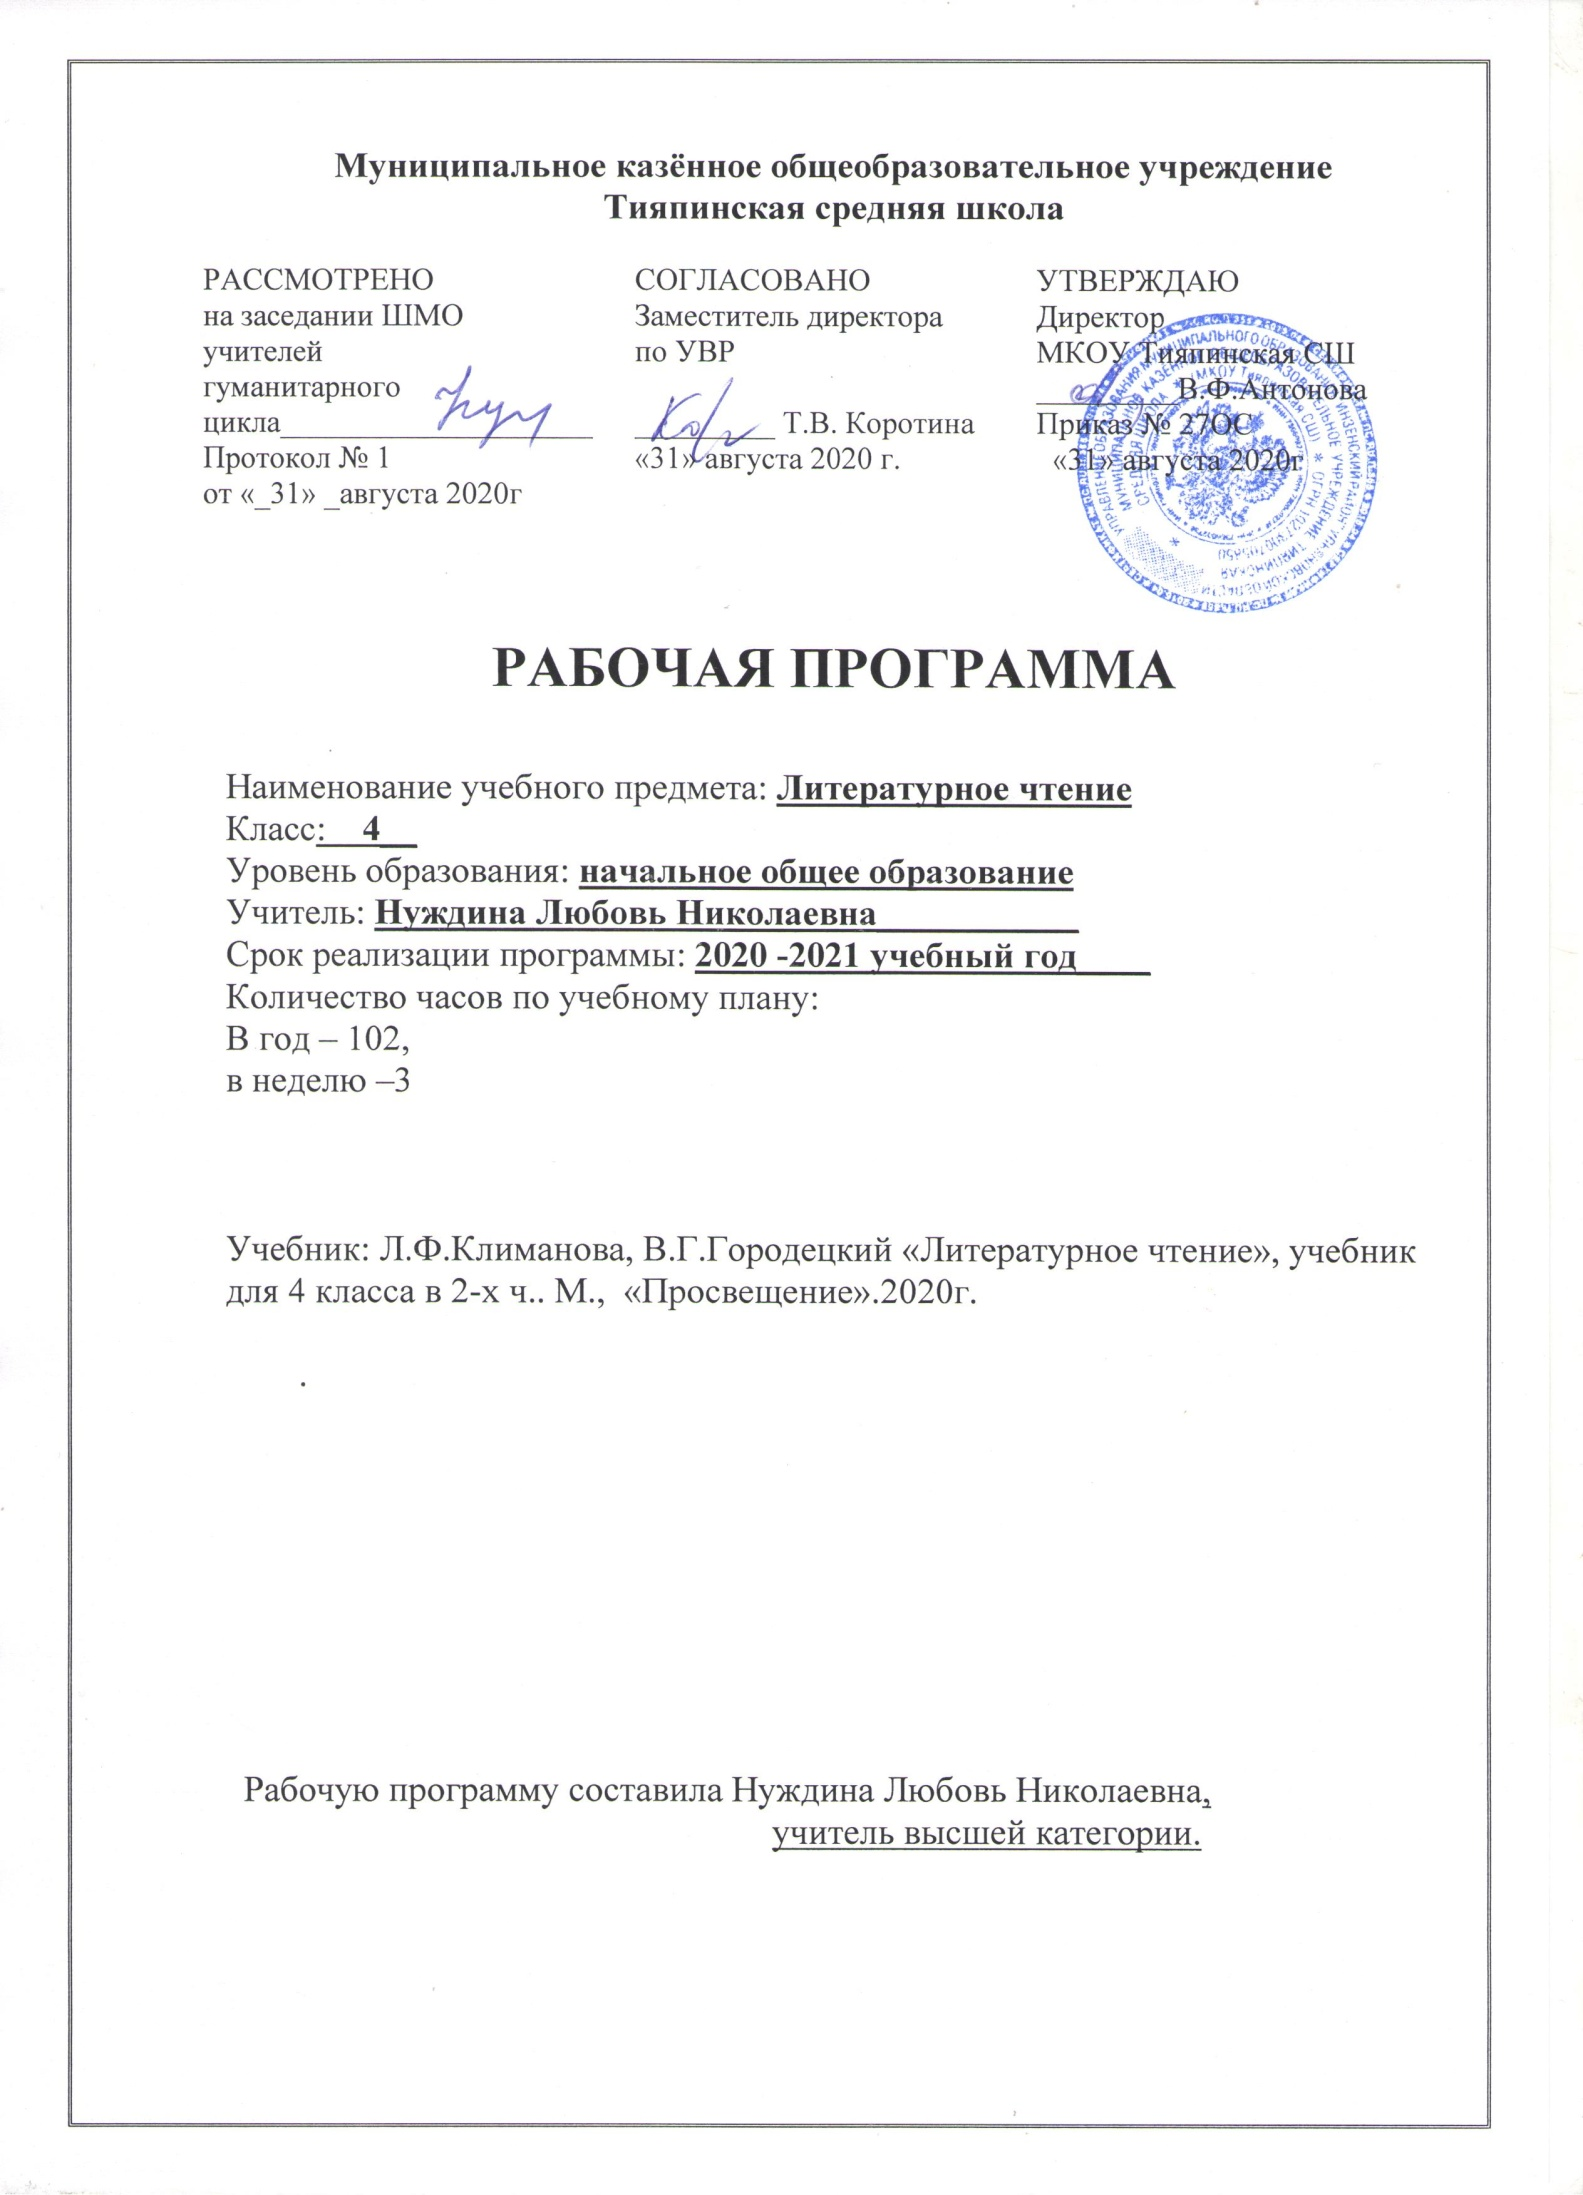 Муниципальное казённое общеобразовательное учреждение
Тияпинская средняя школа
РАССМОТРЕНО
на заседании ШМО
учителей
гуманитарного
цикла____________________
Протокол № 1
от «_31» _августа 2020г
СОГЛАСОВАНО
Заместитель директора
по УВР
_________ Т.В. Коротина
«31» августа 2020 г.
УТВЕРЖДАЮ
Директор
МКОУ Тияпинская СШ
_________В.Ф.Антонова
Приказ № 27ОС
«31» августа 2020г
РАБОЧАЯ ПРОГРАММА
Наименование учебного предмета: Литературное чтение
Класс: 4
Уровень образования: начальное общее образование
Учитель: Нуждина Любовь Николаевна
Срок реализации программы: 2020 -2021 учебный год
Количество часов по учебному плану:
В год – 102,
в неделю –3
Учебник: Л.Ф.Климанова, В.Г.Городецкий «Литературное чтение», учебник
для 4 класса в 2-х ч.. М., «Просвещение».2020г.
.
Рабочую программу составила Нуждина Любовь Николаевна,
учитель высшей категории.